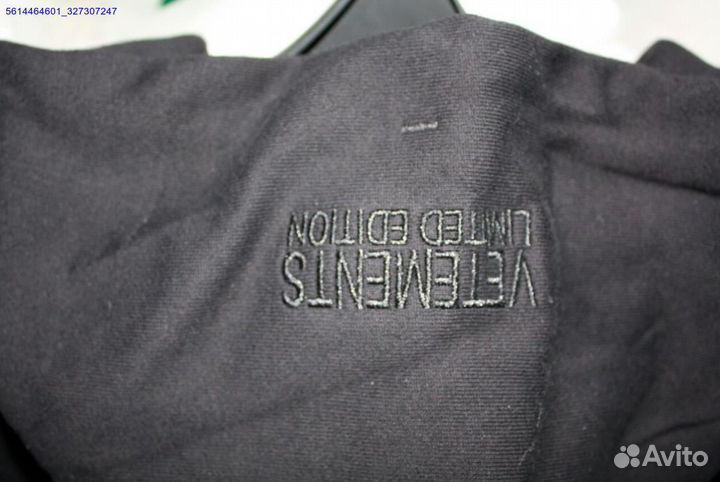 5614464601_327307247
VETEMENTS
LIMITED EDITION
Avito